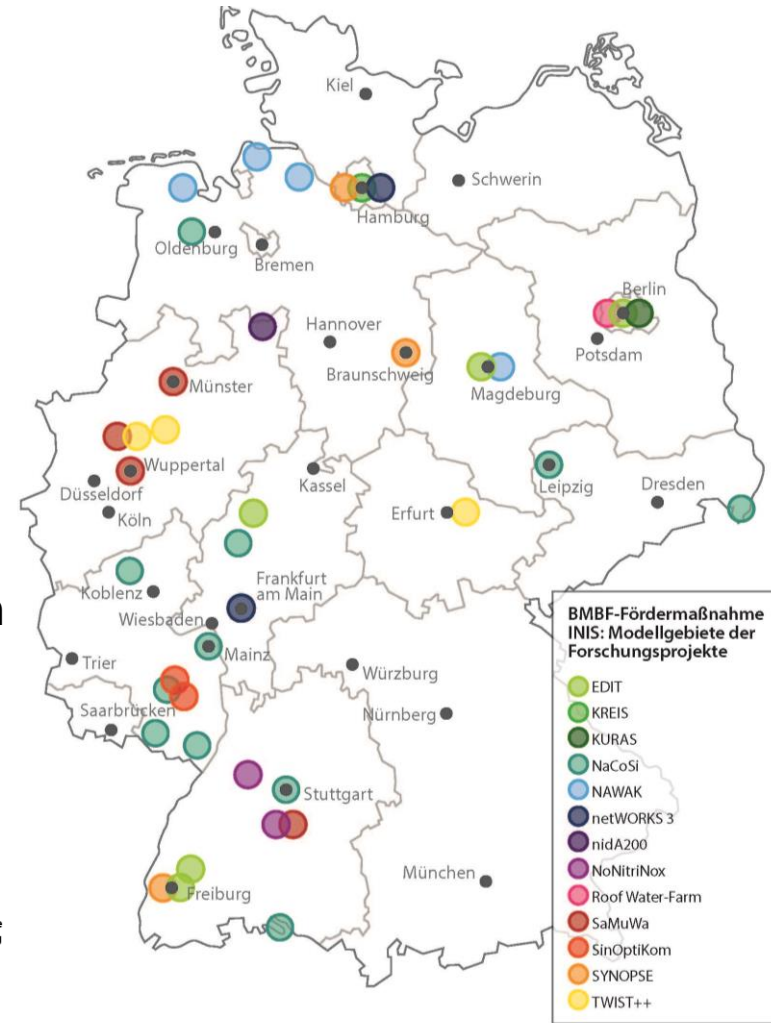 Kiel
Schwerin
Hamburg
Oldenburg
Bremen
Berlin
Hannover
Potsdam
Braunschweig
Magdeburg
Münster
Wuppertal
Düsseldorf
Köln
Kassel
Leipzig
Dresden
Erfurt
Koblenz
Frankfurt
am Main
Wiesbaden
Mainz
Trier
Würzburg
Saarbrücken
Nürnberg
Stuttgart
München
Freiburg
BMBF-Fördermaßnahme
INIS: Modellgebiete der
Forschungsprojekte
EDIT
KREIS
KURAS
NaCoSi
NAWAK
netWORKS 3
nidA200
NoNitriNox
Roof Water-Farm
SaMuWa
SinOptiKom
SYNOPSE
TWIST++